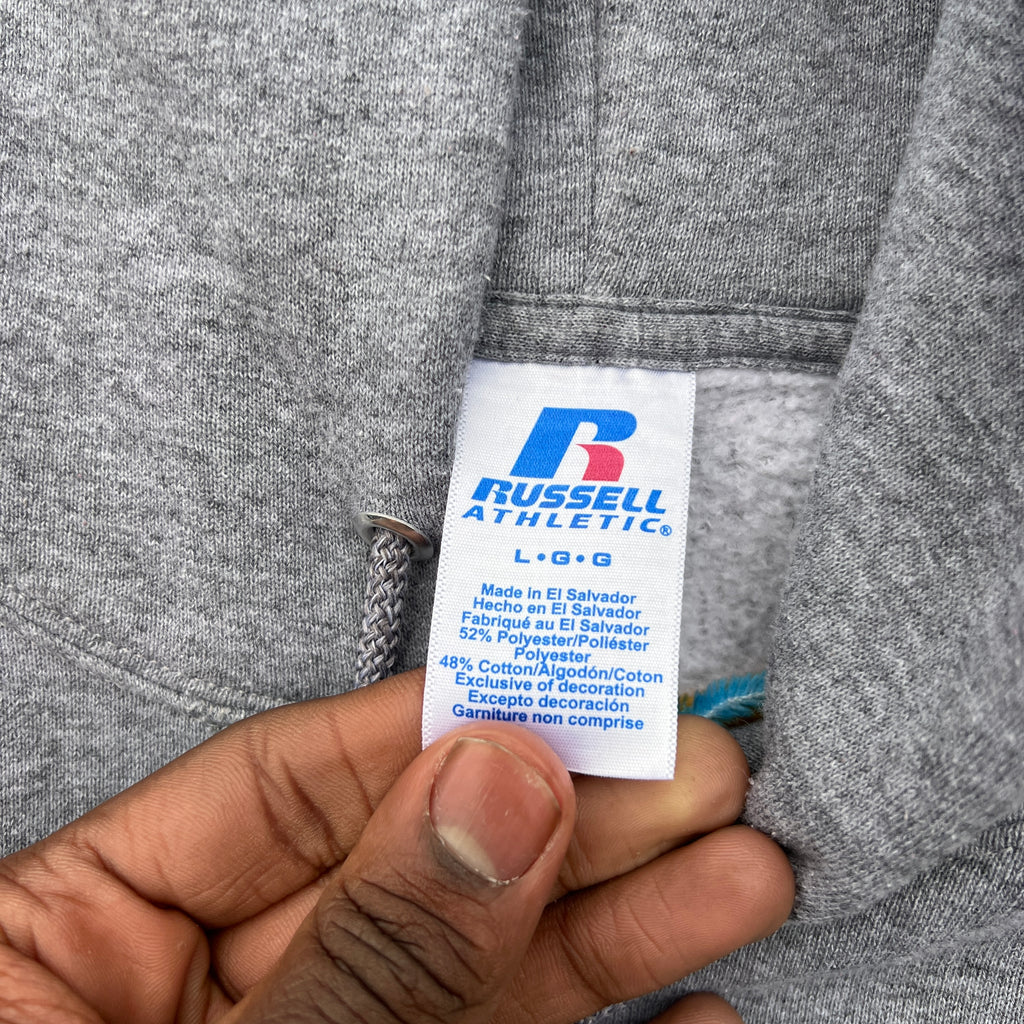 R
RUSSELL
ATHLETIC®
L•G•G
Made in El Salvador
Hecho en El Salvador
Fabriqué au El Salvador
52% Polyester/Poliéster
Polyester
48% Cotton/Algodón/Coton
Exclusive of decoration
Excepto decoración
Garniture non comprise